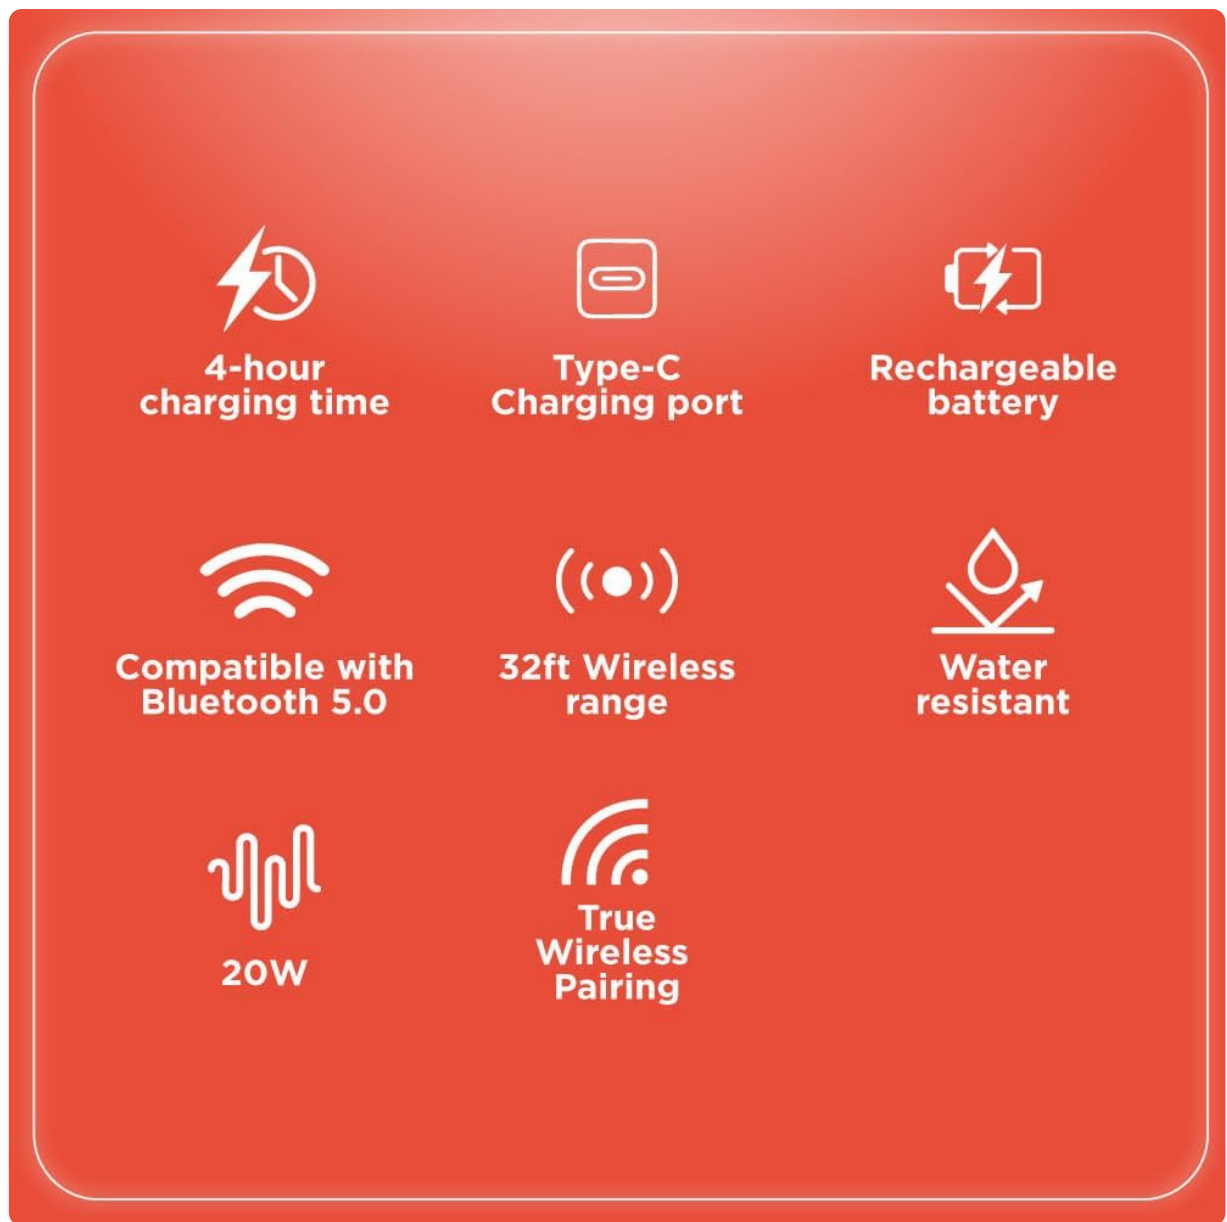 4-hour
charging time
Type-C
Charging port
Rechargeable
battery
Compatible with
Bluetooth 5.0
32ft Wireless
range
Water
resistant
20W
True
Wireless
Pairing